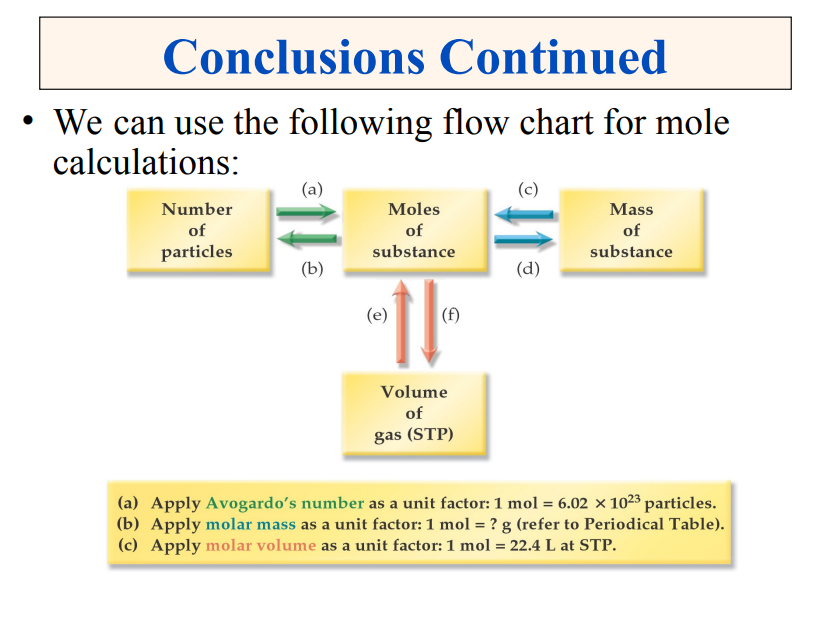 Conclusions Continued
• We can use the following flow chart for mole
calculations:
(a)
(c)
Number
of
particles
Moles
of
substance
Mass
of
substance
(b)
(d)
(e)
(f)
Volume
of
gas (STP)
(a) Apply Avogardo's number as a unit factor: 1 mol = 6.02 × 10²³ particles.
(b) Apply molar mass as a unit factor: 1 mol = ? g (refer to Periodical Table).
(c) Apply molar volume as a unit factor: 1 mol = 22.4 L at STP.